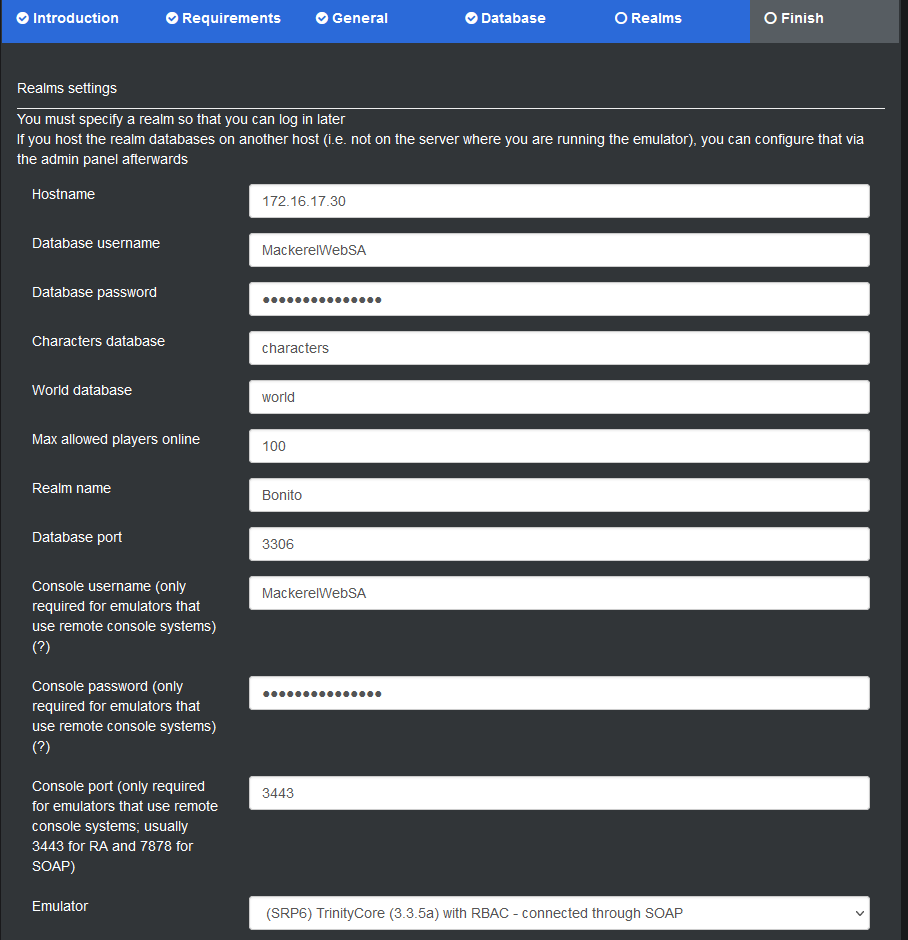 Introduction Requirements General Database Realms Finish
Realms settings
You must specify a realm so that you can log in later
If you host the realm databases on another host (i.e. not on the server where you are running the emulator), you can configure that via
the admin panel afterwards
Hostname 172.16.17.30
Database username MackerelWebSA
Database password ●●●●●●●●●●●●●●●
Characters database characters
World database world
Max allowed players online 100
Realm name Bonito
Database port 3306
Console username (only MackerelWebSA
required for emulators that
use remote console systems)
(?)
Console password (only ●●●●●●●●●●●●●●●
required for emulators that
use remote console systems)
(?)
Console port (only required 3443
for emulators that use remote
console systems; usually
3443 for RA and 7878 for
SOAP)
Emulator (SRP6) TrinityCore (3.3.5a) with RBAC - connected through SOAP